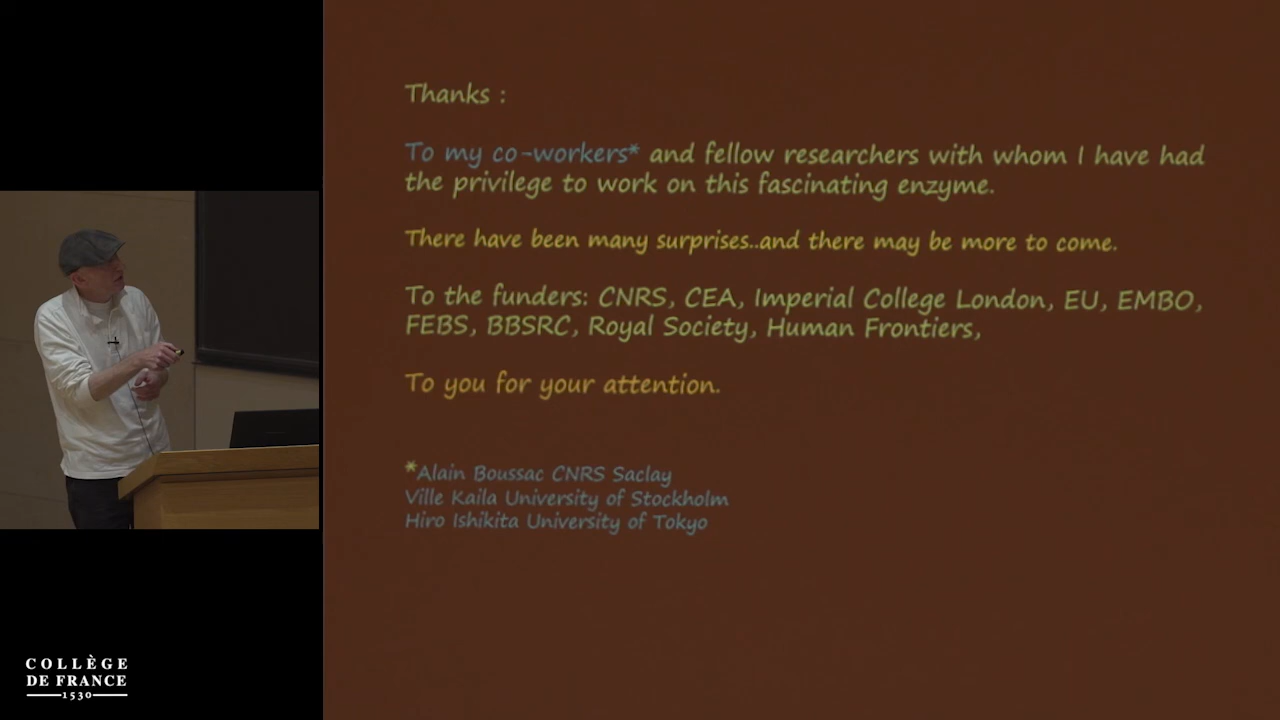 Thanks :
To my co-workers* and fellow researchers with whom I have had
the privilege to work on this fascinating enzyme.
There have been many surprises..and there may be more to come.
To the funders: CNRS, CEA, Imperial College London, EU, EMBO,
FEBS, BBSRC, Royal Society, Human Frontiers,
To you for your attention.
*Alain Boussac CNRS Saclay
Ville Kaila University of Stockholm
Hiro Ishikita University of Tokyo
COLLÈGE
DE FRANCE
1530